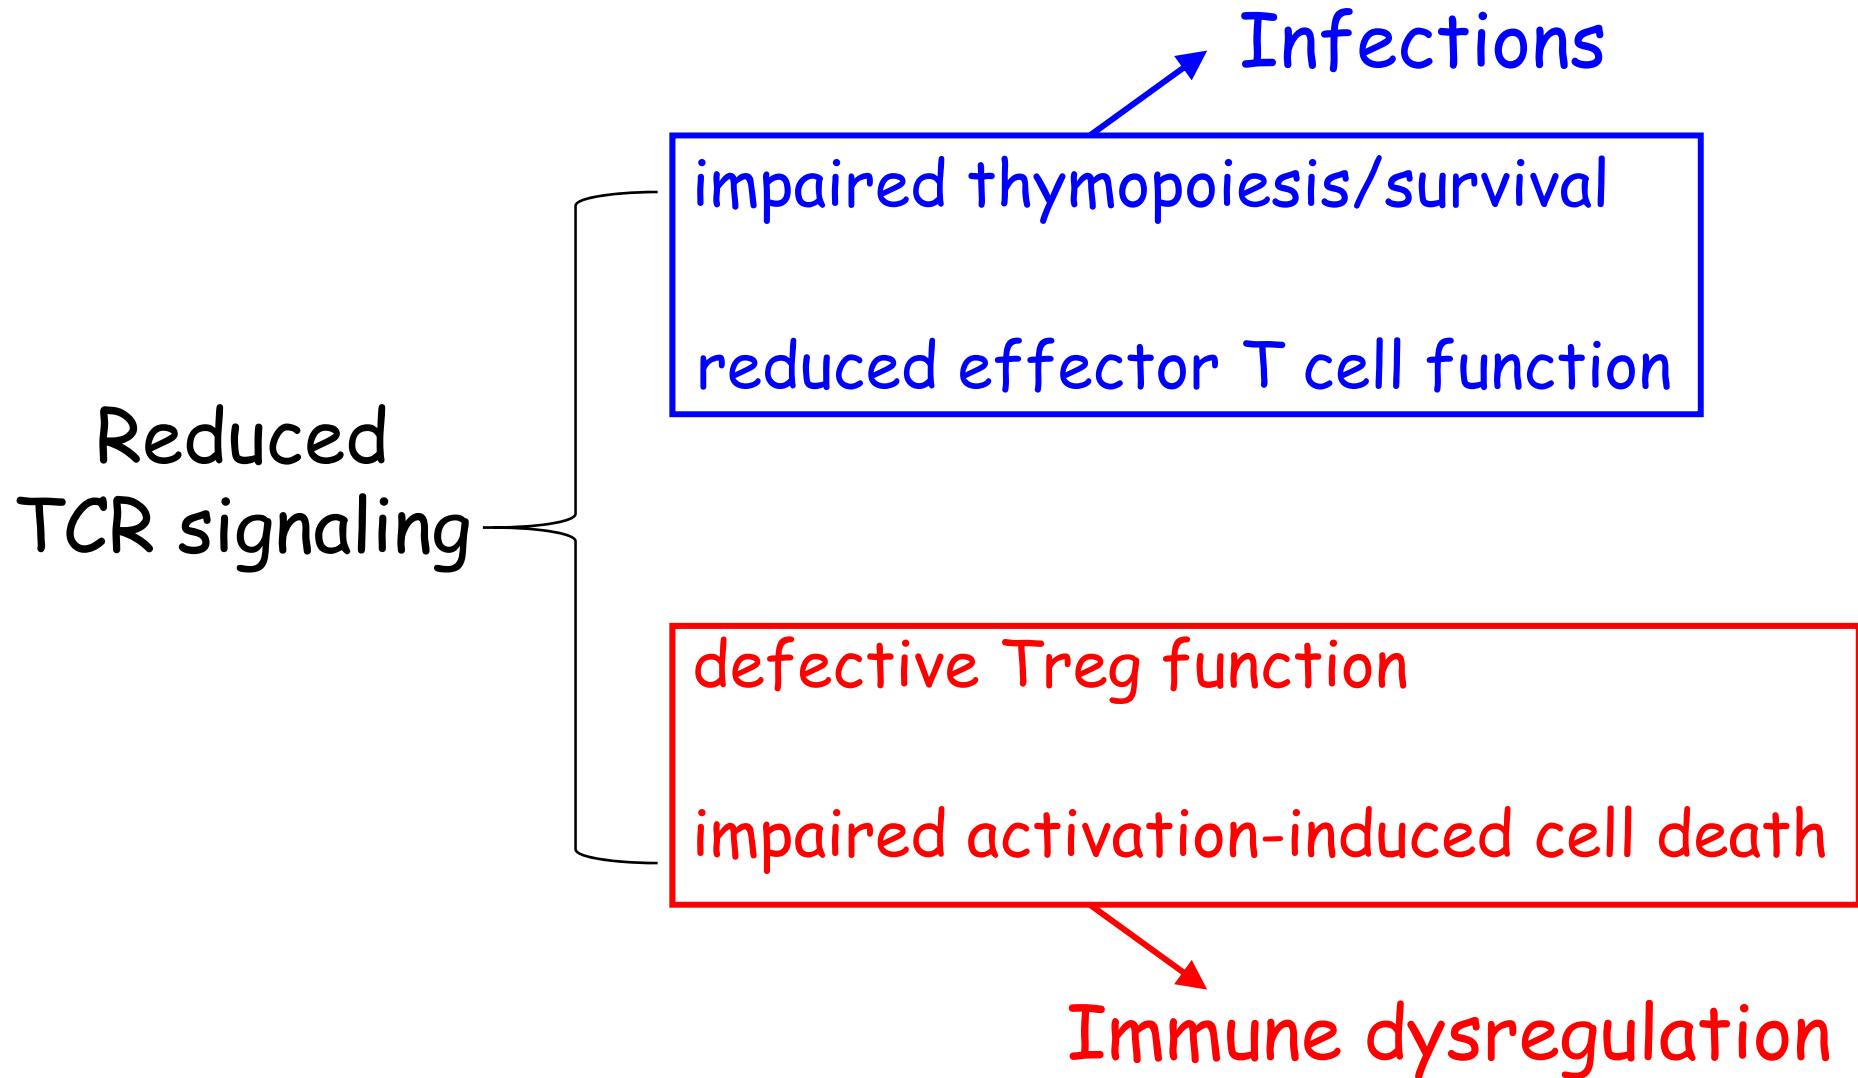 Infections
impaired thymopoiesis/survival
reduced effector T cell function
Reduced
TCR signaling
defective Treg function
impaired activation-induced cell death
Immune dysregulation